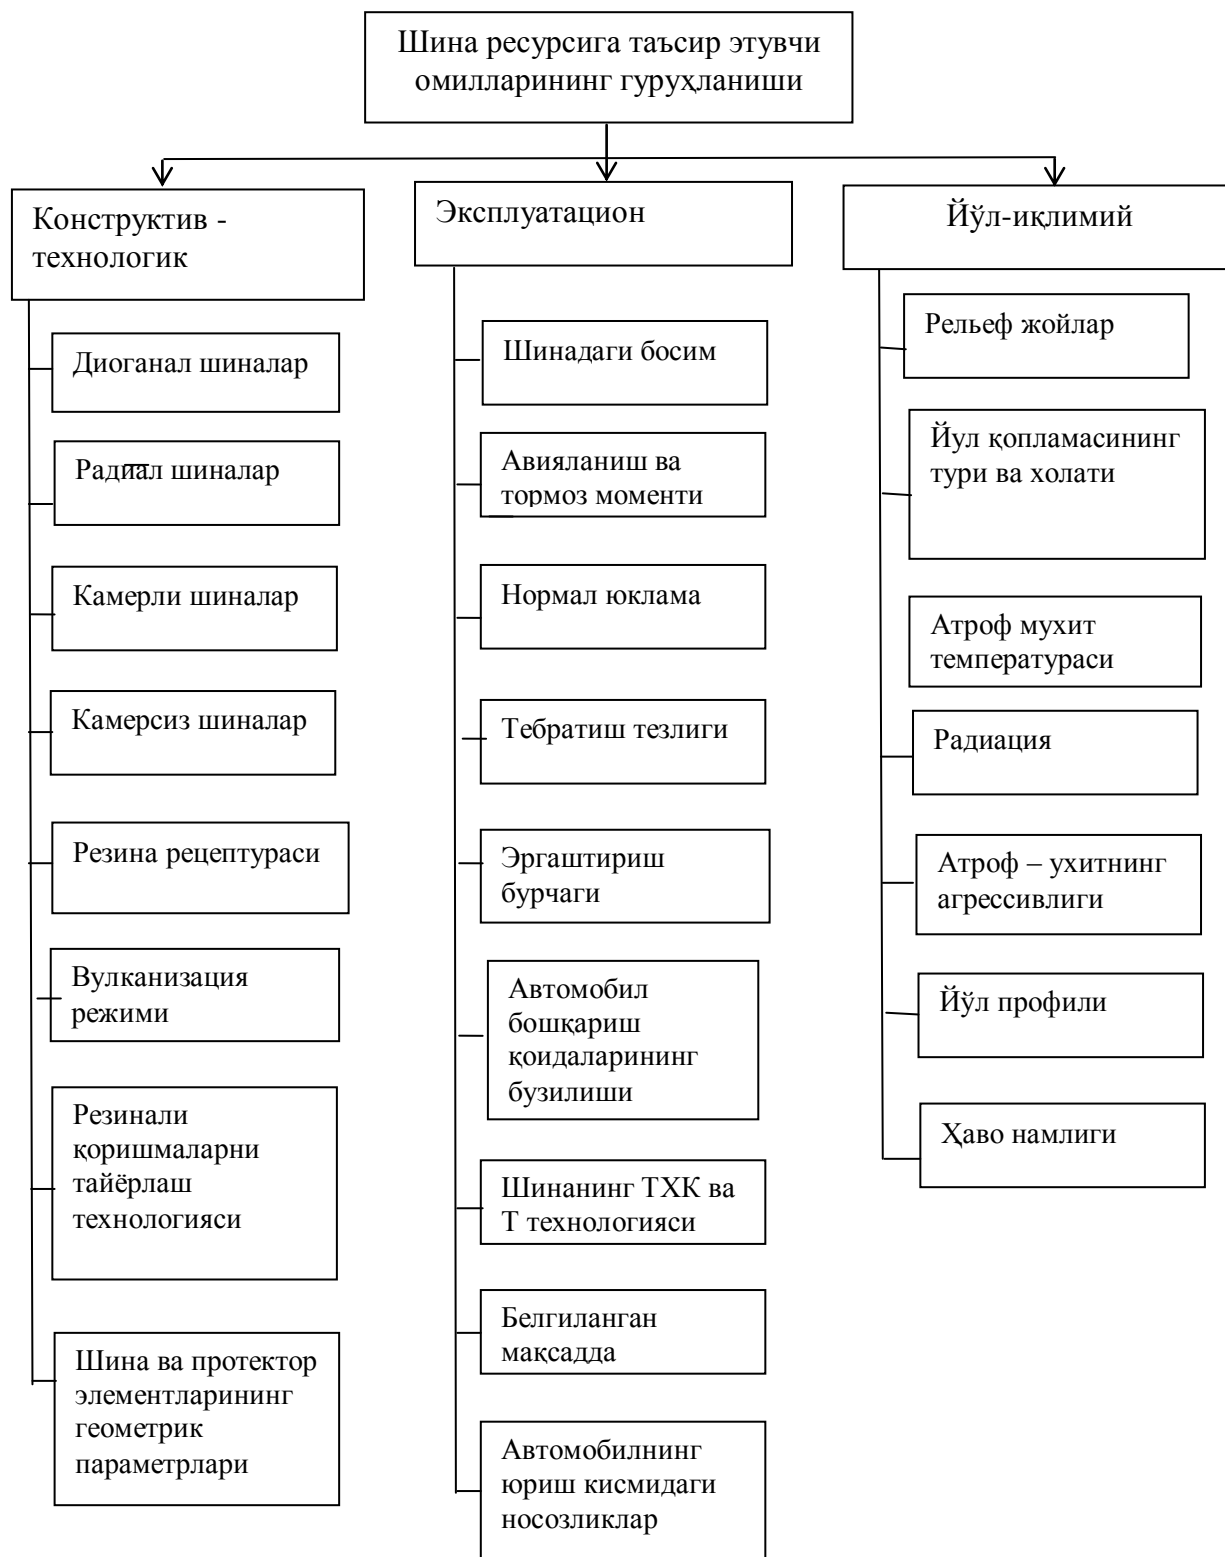 Шина ресурсига таъсир этувчи
омилларининг гуруҳланиши
Конструктив -
технологик
Диоганал шиналар
Радиал шиналар
Камерли шиналар
Камерсиз шиналар
Резина рецептураси
Вулканизация
режими
Резинали
қоришмаларни
тайёрлаш
технологияси
Шина ва протектор
элементларининг
геометрик
параметрлари
Эксплуатацион
Шинадаги босим
Авияланиш ва
тормоз моменти
Нормал юклама
Тебратиш тезлиги
Эргаштириш
бурчаги
Автомобил
бошқариш
қоидаларининг
бузилиши
Шинанинг ТХК ва
Т технологияси
Белгиланган
мақсадда
Автомобилнинг
юриш кисмидаги
носозликлар
Йўл-иқлимий
Рельеф жойлар
Йул қопламасининг
тури ва холати
Атроф мухит
температураси
Радиация
Атроф – ухитнинг
агрессивлиги
Йўл профили
Ҳаво намлиги